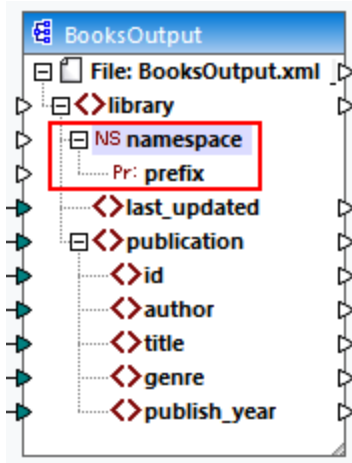 BooksOutput
File: BooksOutput.xml
<>library
NS namespace
Pr: prefix
<>last_updated
<>publication
<>id
<>author
<>title
<>genre
<>publish_year